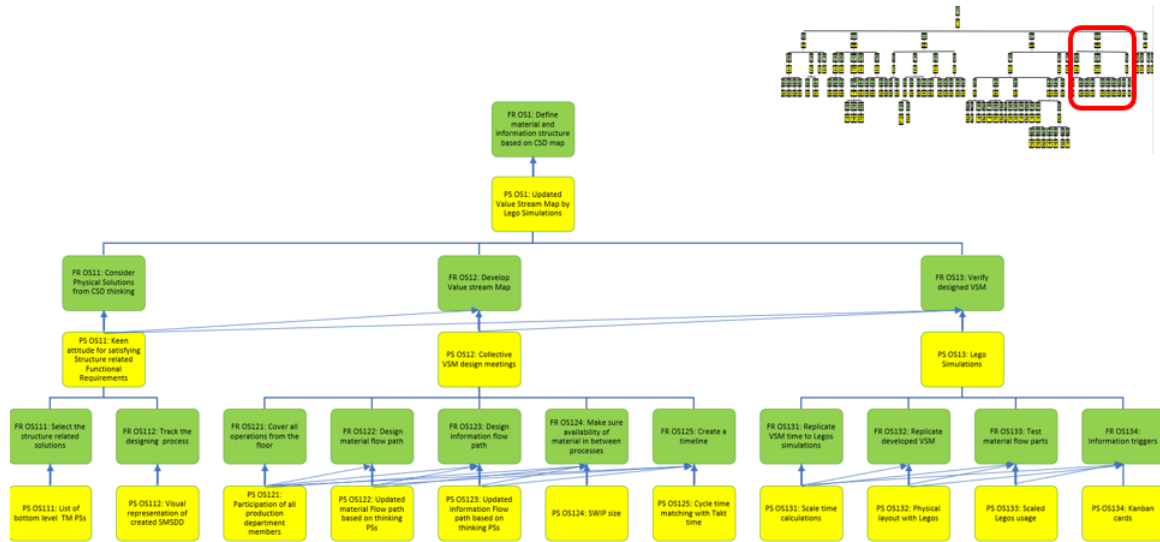 FR OS1: Define
material and
information structure
based on CSD map
PS OS1: Updated
Value Stream Map by
Lego Simulations
FR OS11: Consider
Physical Solutions
from CSD thinking
FR OS12: Develop
Value stream Map
FR OS13: Verify
designed VSM
PS OS11: Keen
attitude for satisfying
Structure related
Functional
Requirements
PS OS12: Collective
VSM design meetings
PS OS13: Lego
Simulations
FR OS111: Select the
structure related
solutions
FR OS112: Track the
designing process
FR OS121: Cover all
operations from the
floor
FR OS122: Design
material flow path
FR OS123: Design
information flow
path
FR OS124: Make sure
availability of
material in between
processes
FR OS125: Create a
timeline
FR OS131: Replicate
VSM time to Legos
simulations
FR OS132: Replicate
developed VSM
FR OS133: Test
material flow parts
FR OS134:
Information triggers
PS OS111: List of
bottom level TM PSs
PS OS112: Visual
representation of
created SMSDD
PS OS121:
Participation of all
production
department
members
PS OS122: Updated
material Flow path
based on thinking
PSs
PS OS123: Updated
information Flow
path based on
thinking PSs
PS OS124: SWIP size
PS OS125: Cycle time
matching with Takt
time
PS OS131: Scale time
calculations
PS OS132: Physical
layout with Legos
PS OS133: Scaled
Legos usage
PS OS134: Kanban
cards